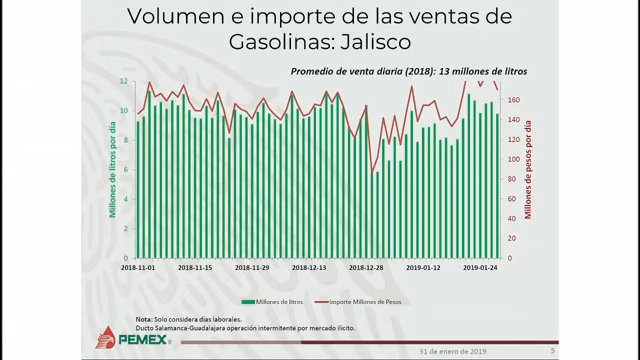 Volumen e importe de las ventas de
Gasolinas: Jalisco
Promedio de venta diaria (2018): 13 millones de litros
Millones de litros por día
12
10
8
6
4
2
0
160
140
120
100
80
60
40
20
0
Millones de pesos por día
2018-11-01 2018-11-15 2018-11-29 2018-12-13 2018-12-28 2019-01-12 2019-01-24
Millones de litros Importe Millones de Pesos
Nota: Solo considera días laborales.
Ducto Salamanca-Guadalajara operación intermitente por mercado ilícito.
PEMEX
31 de enero de 2019 5